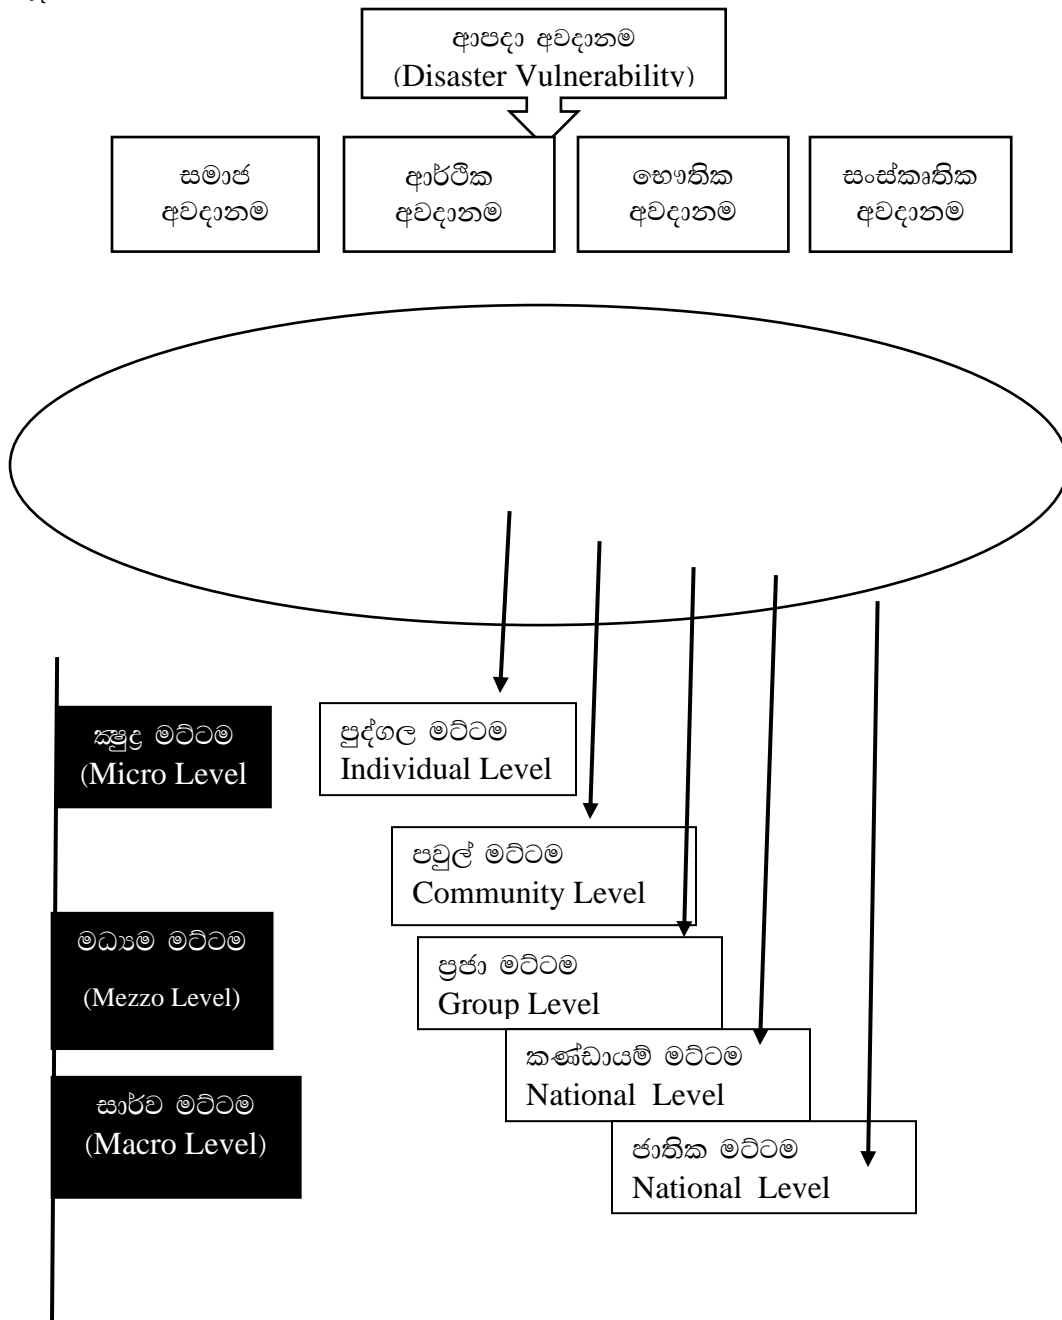 ආපදා අවදානම
(Disaster Vulnerability)
සමාජ
අවදානම
ආර්ථික
අවදානම
භෞතික
අවදානම
සංස්කෘතික
අවදානම
ක්‍ෂුද්‍ර මට්ටම
(Micro Level
පුද්ගල මට්ටම
Individual Level
පවුල් මට්ටම
Community Level
මධ්‍යම මට්ටම
(Mezzo Level)
ප්‍රජා මට්ටම
Group Level
කණ්ඩායම් මට්ටම
National Level
සාර්ව මට්ටම
(Macro Level)
ජාතික මට්ටම
National Level